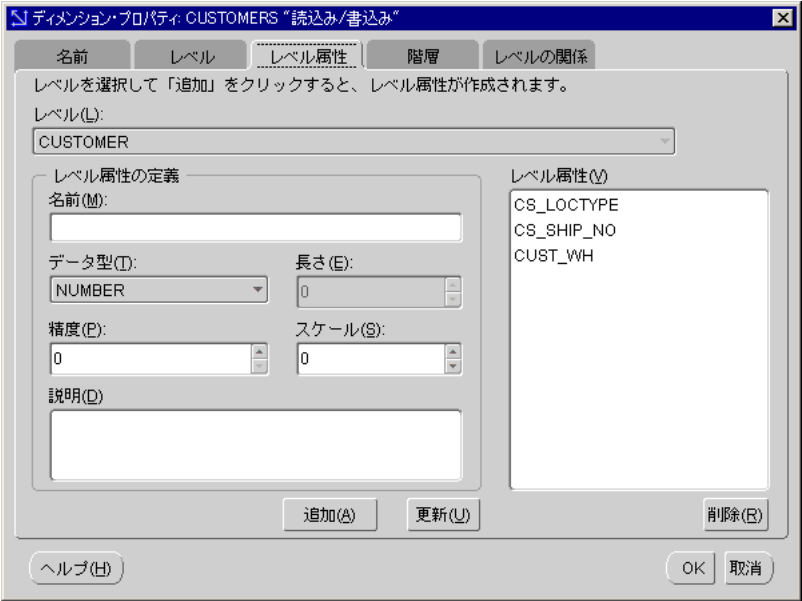 ディメンション・プロパティ: CUSTOMERS “読込み/書込み“
名前 レベル レベル属性 階層 レベルの関係
レベルを選択して「追加」をクリックすると、レベル属性が作成されます。
レベル(L):
CUSTOMER
レベル属性の定義
名前(M):
データ型(T): 長さ(E):
NUMBER 0
精度(P): スケール(S):
0 0
説明(D)
追加(A) 更新(U)
レベル属性(V)
CS_LOCTYPE
CS_SHIP_NO
CUST_WH
削除(R)
ヘルプ(H) OK 取消